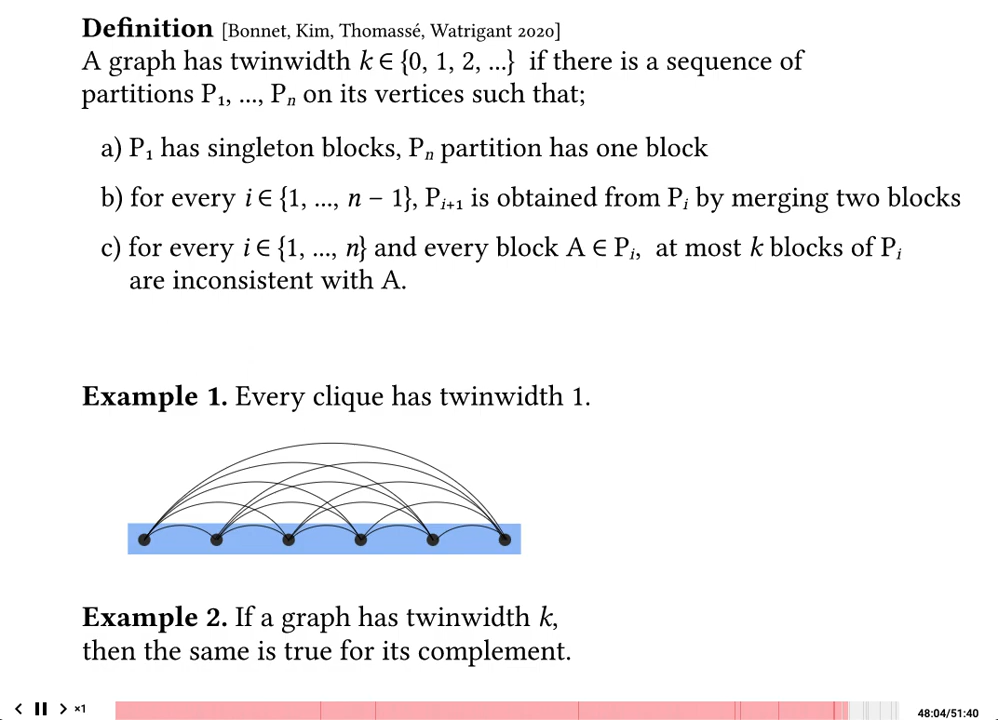 Definition [Bonnet, Kim, Thomassé, Watrigant 2020]
A graph has twinwidth k ∈ {0, 1, 2, ...} if there is a sequence of
partitions P₁, ..., Pₙ on its vertices such that;
a) P₁ has singleton blocks, Pₙ partition has one block
b) for every i ∈ {1, ..., n − 1}, Pᵢ₊₁ is obtained from Pᵢ by merging two blocks
c) for every i ∈ {1, ..., n} and every block A ∈ Pᵢ, at most k blocks of Pᵢ
are inconsistent with A.
Example 1. Every clique has twinwidth 1.
Example 2. If a graph has twinwidth k,
then the same is true for its complement.
×1
48:04/51:40